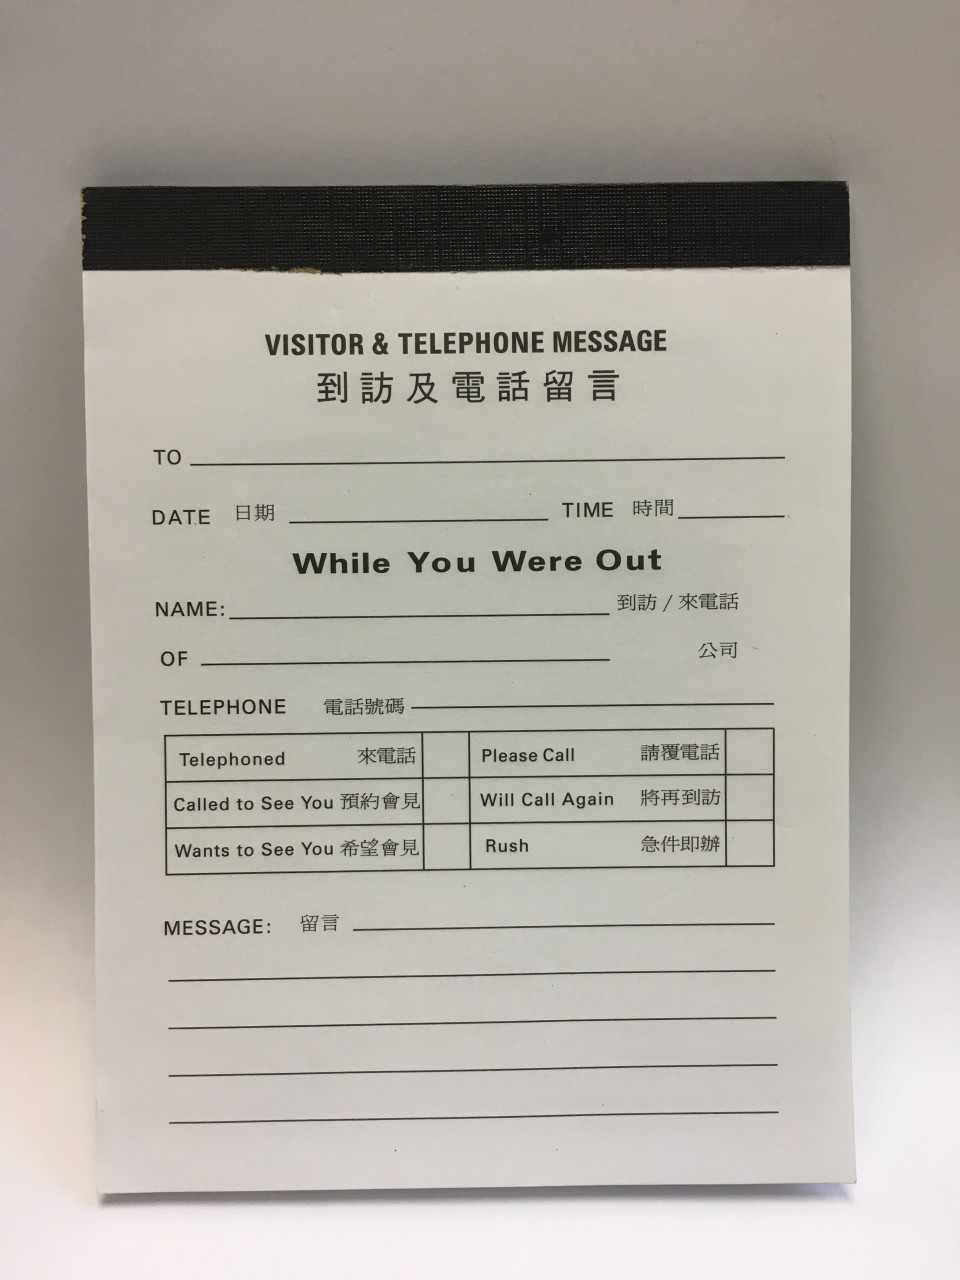 VISITOR & TELEPHONE MESSAGE
到訪及電話留言
TO
DATE 日期 TIME 時間
While You Were Out
NAME: 到訪 / 來電話
OF 公司
TELEPHONE 電話號碼
Telephoned 來電話 Please Call 請覆電話
Called to See You 預約會見 Will Call Again 將再到訪
Wants to See You 希望會見 Rush 急件即辦
MESSAGE: 留言